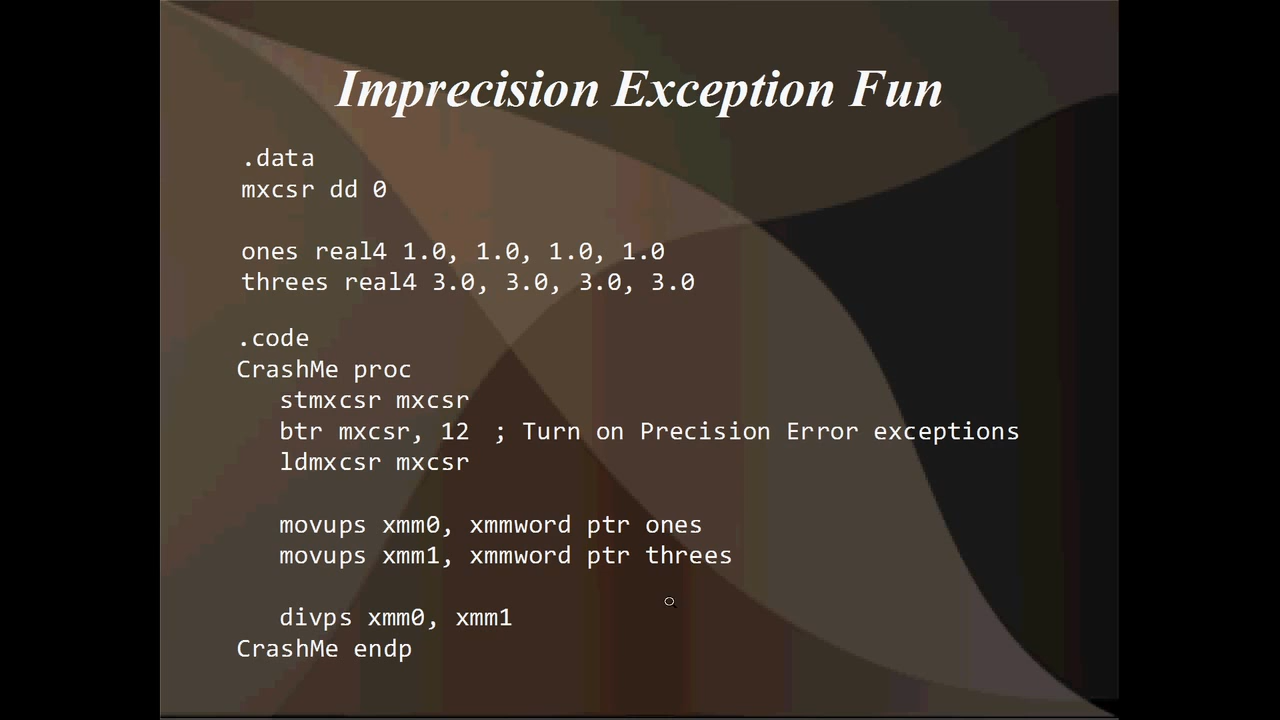 Imprecision Exception Fun
.data
mxcsr dd 0
ones real4 1.0, 1.0, 1.0, 1.0
threes real4 3.0, 3.0, 3.0, 3.0
.code
CrashMe proc
stmxcsr mxcsr
btr mxcsr, 12 ; Turn on Precision Error exceptions
ldmxcsr mxcsr
movups xmm0, xmmword ptr ones
movups xmm1, xmmword ptr threes
divps xmm0, xmm1
CrashMe endp